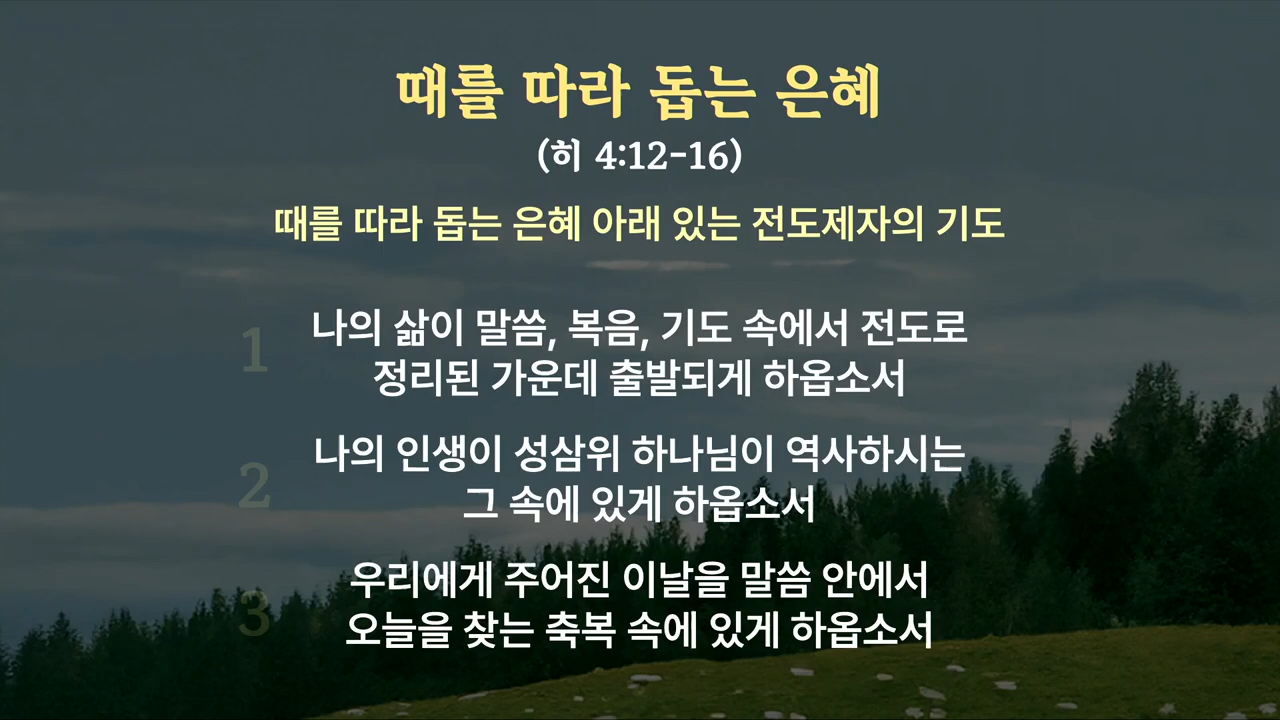 때를 따라 돕는 은혜
(히 4:12-16)
때를 따라 돕는 은혜 아래 있는 전도제자의 기도
1
나의 삶이 말씀, 복음, 기도 속에서 전도로
정리된 가운데 출발되게 하옵소서
2
나의 인생이 성삼위 하나님이 역사하시는
그 속에 있게 하옵소서
3
우리에게 주어진 이날을 말씀 안에서
오늘을 찾는 축복 속에 있게 하옵소서